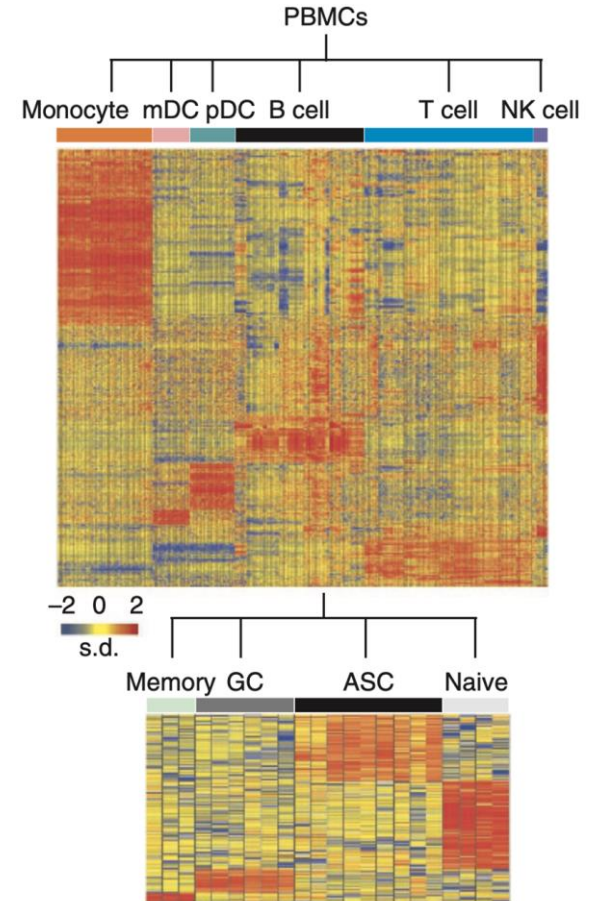 PBMCs
Monocyte mDC pDC B cell T cell NK cell
–2 0 2
s.d.
Memory GC ASC Naive